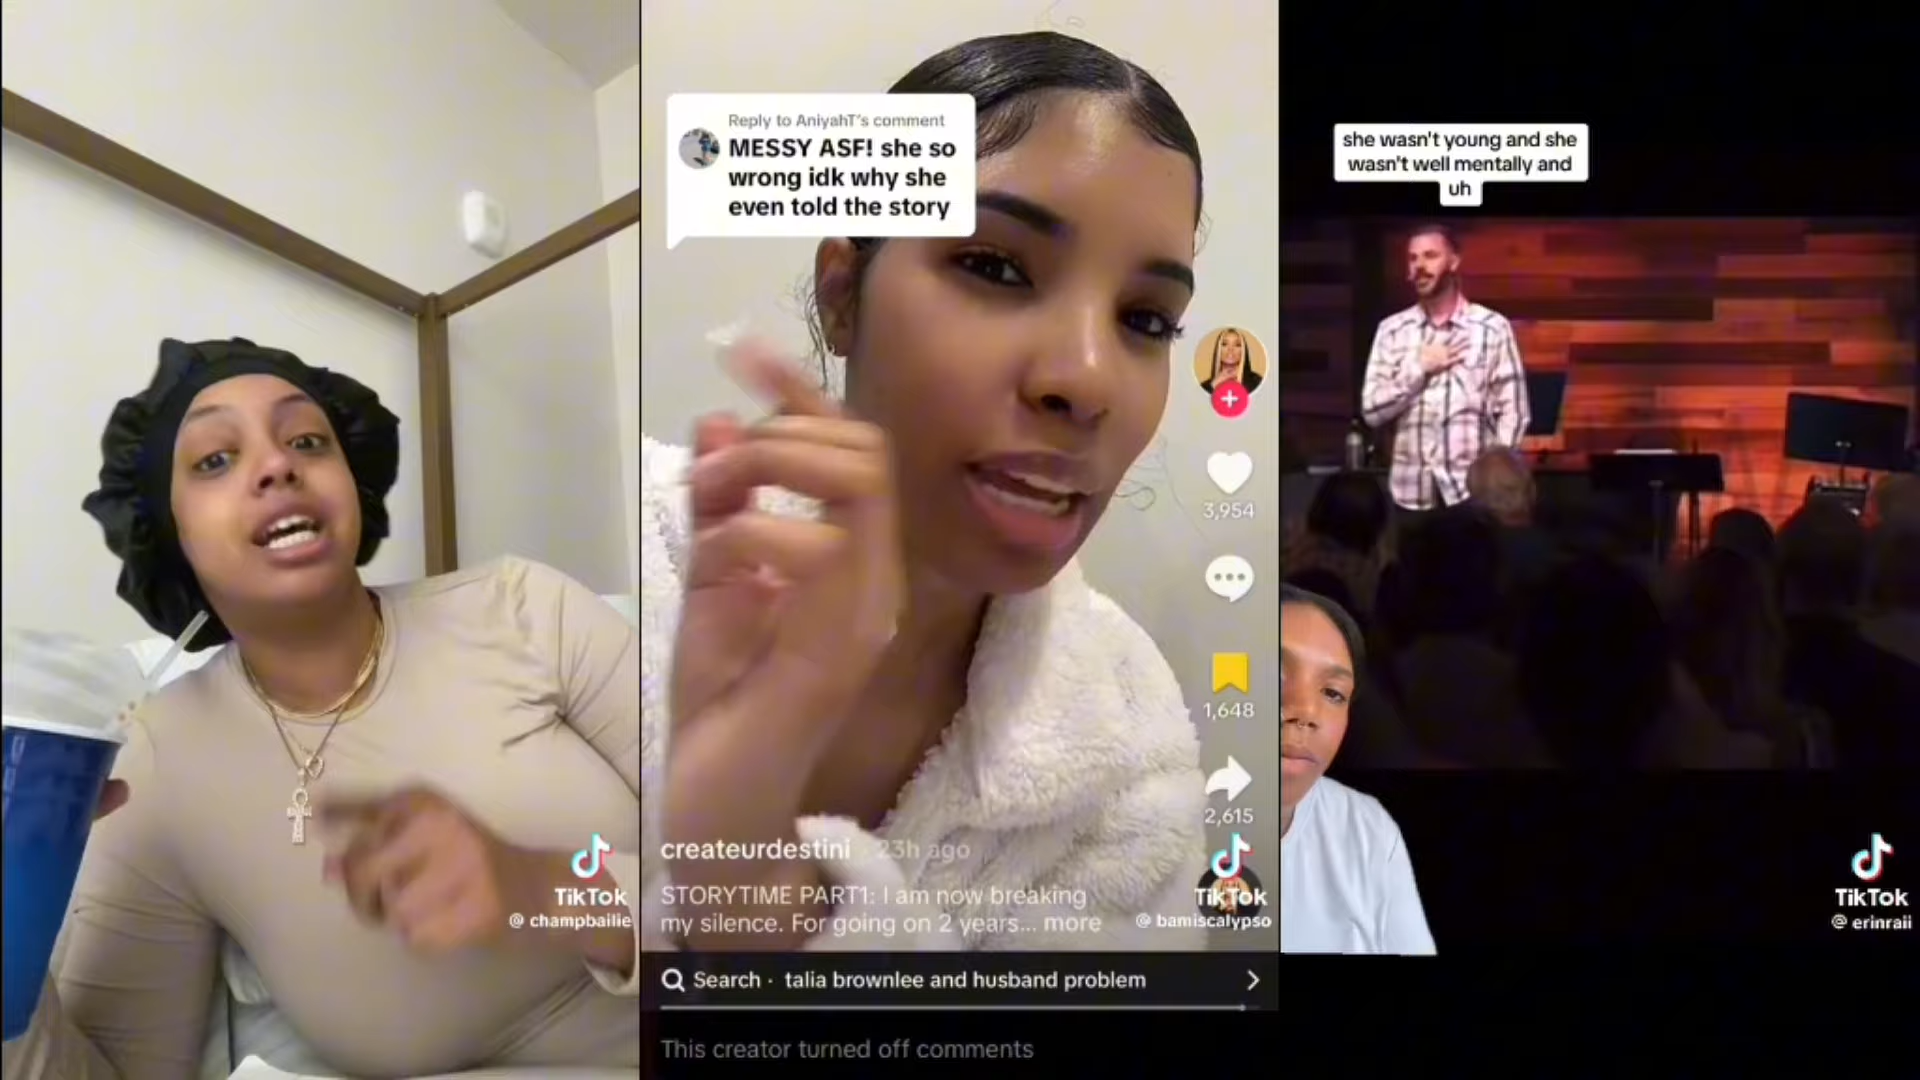 TikTok
@ champbailie
Reply to AniyahT's comment
MESSY ASF! she so
wrong idk why she
even told the story
3,954
1,648
2,615
createurdestini · 23h ago
STORYTIME PART1: I am now breaking
my silence. For going on 2 years... more
TikTok
@ bamiscalypso
Search · talia brownlee and husband problem
This creator turned off comments
she wasn't young and she
wasn't well mentally and
uh
TikTok
@ erinraii